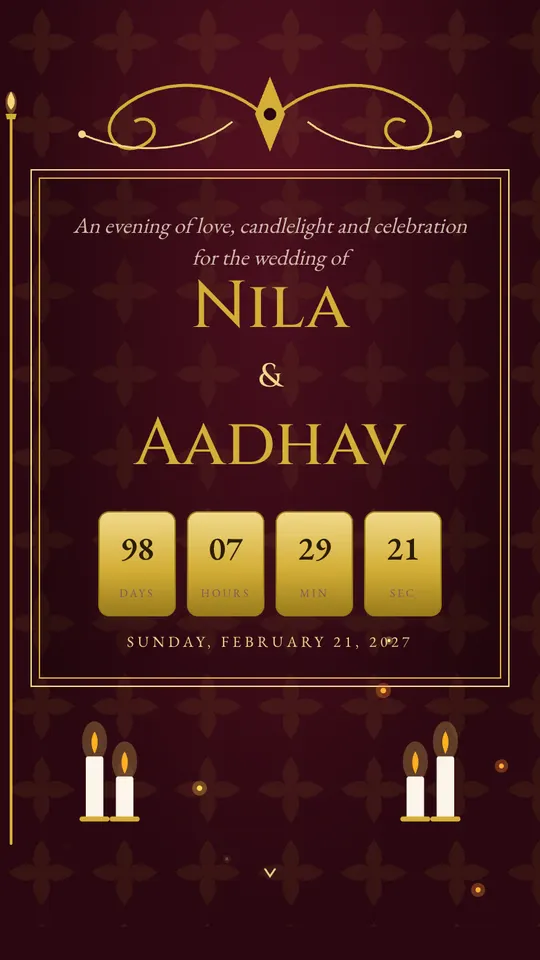 An evening of love, candlelight and celebration
for the wedding of
NILA
&
AADHAV
98 07 29 21
DAYS HOURS MIN SEC
SUNDAY, FEBRUARY 21, 2027